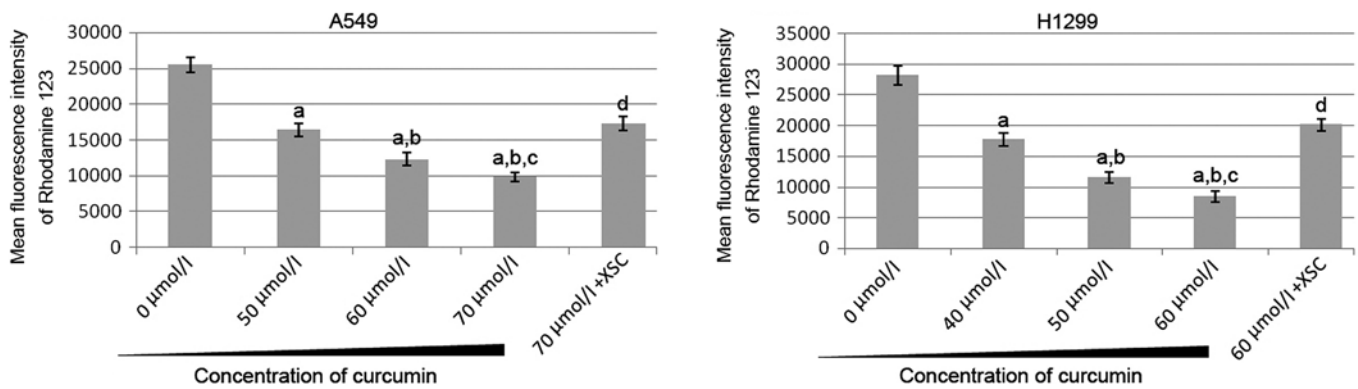 A549
Mean fluorescence intensity
of Rhodamine 123
30000
25000
20000
15000
10000
5000
0
a
a,b
a,b,c
d
0 µmol/l
50 µmol/l
60 µmol/l
70 µmol/l
70 µmol/l +XSC
Concentration of curcumin
H1299
Mean fluorescence intensity
of Rhodamine 123
35000
30000
25000
20000
15000
10000
5000
0
a
a,b
a,b,c
d
0 µmol/l
40 µmol/l
50 µmol/l
60 µmol/l
60 µmol/l +XSC
Concentration of curcumin